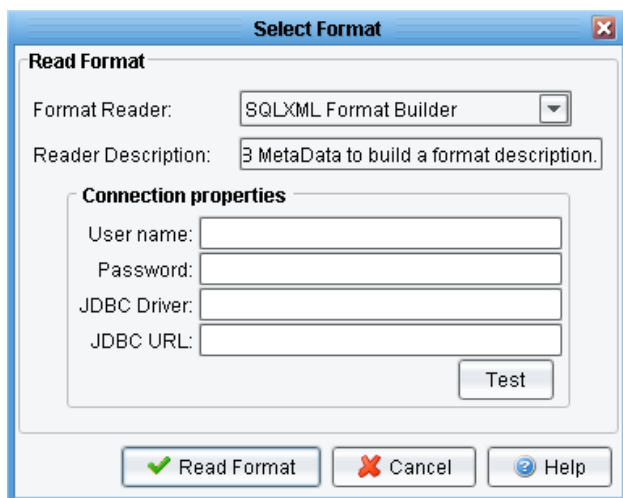 Select Format
Read Format
Format Reader: SQLXML Format Builder
Reader Description: B MetaData to build a format description.
Connection properties
User name:
Password:
JDBC Driver:
JDBC URL:
Test
Read Format Cancel Help